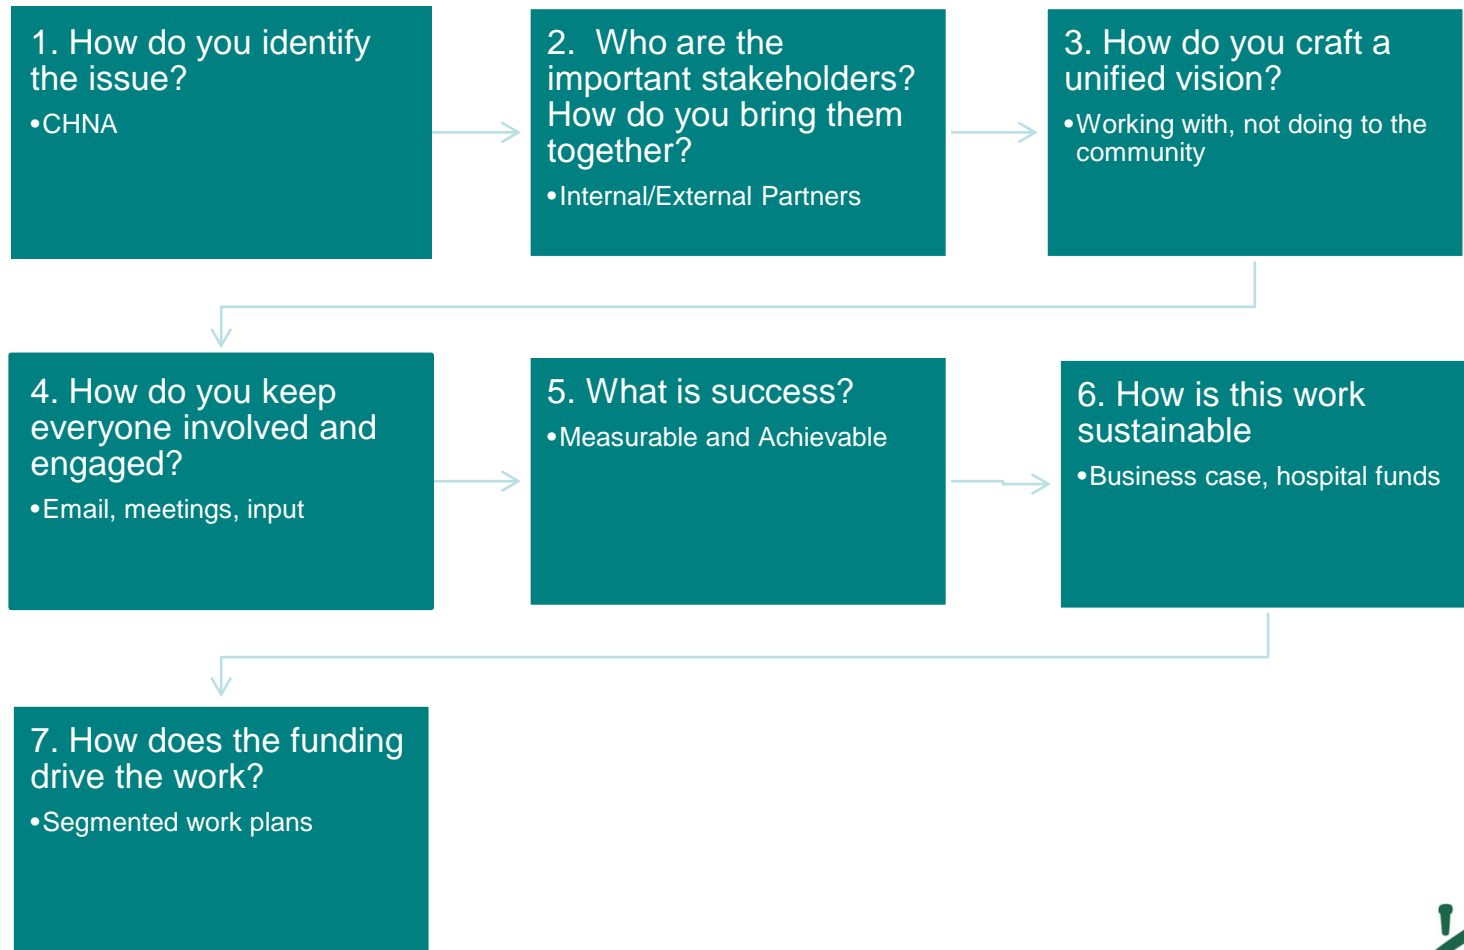 1. How do you identify
the issue?
•CHNA
2.  Who are the
important stakeholders?
How do you bring them
together?
•Internal/External Partners
3. How do you craft a
unified vision?
•Working with, not doing to the
community
4. How do you keep
everyone involved and
engaged?
•Email, meetings, input
5. What is success?
•Measurable and Achievable
6. How is this work
sustainable
•Business case, hospital funds
7. How does the funding
drive the work?
•Segmented work plans